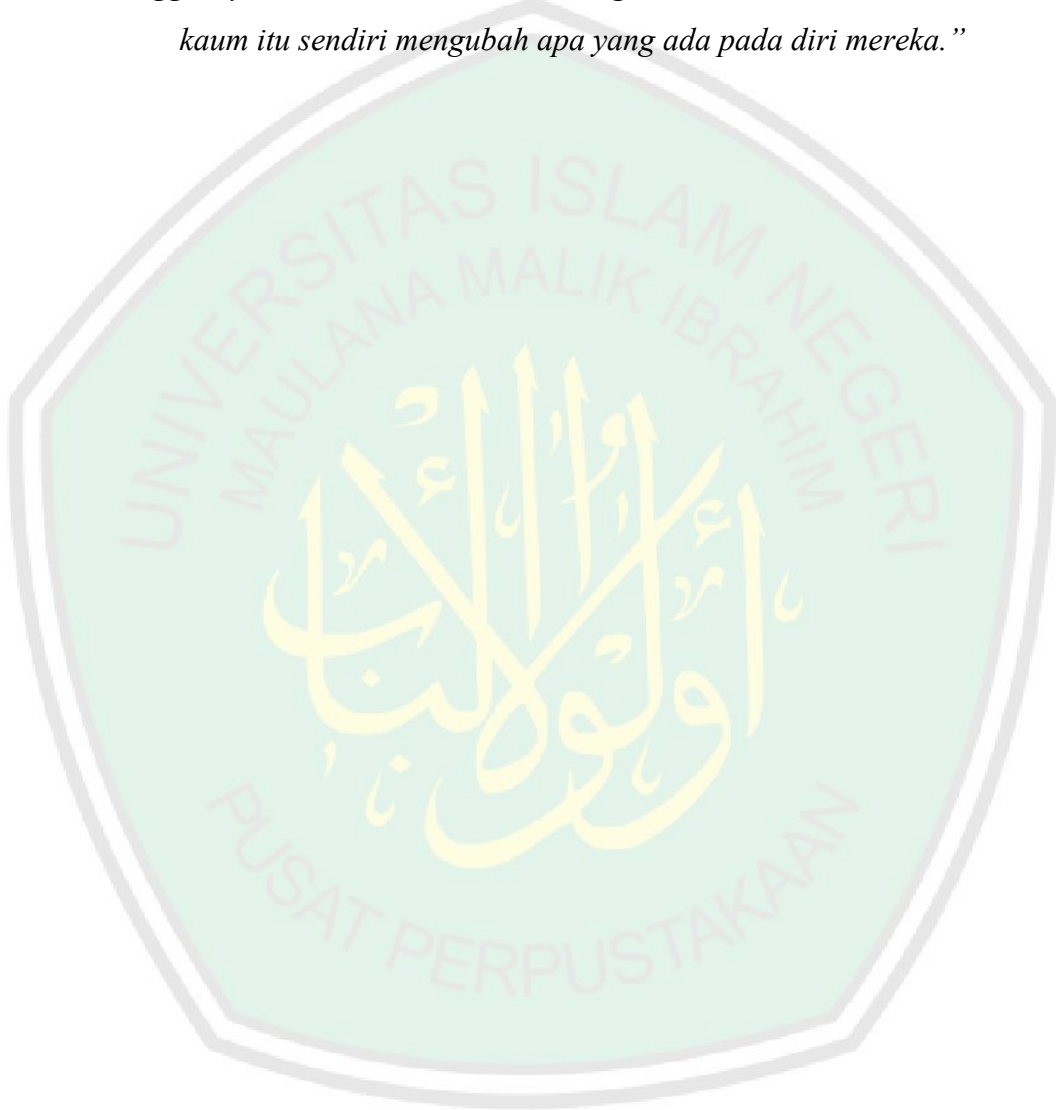 kaum itu sendiri mengubah apa yang ada pada diri mereka.”
UNIVERSITAS ISLAM NEGERI
MAULANA MALIK IBRAHIM
أولوا الألباب
PUSAT PERPUSTAKAAN